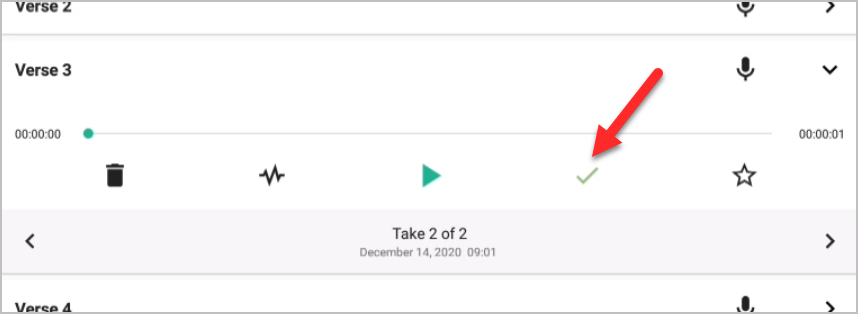 Verse 2
Verse 3
00:00:00
00:00:01
Take 2 of 2
December 14, 2020 09:01
Verse 4